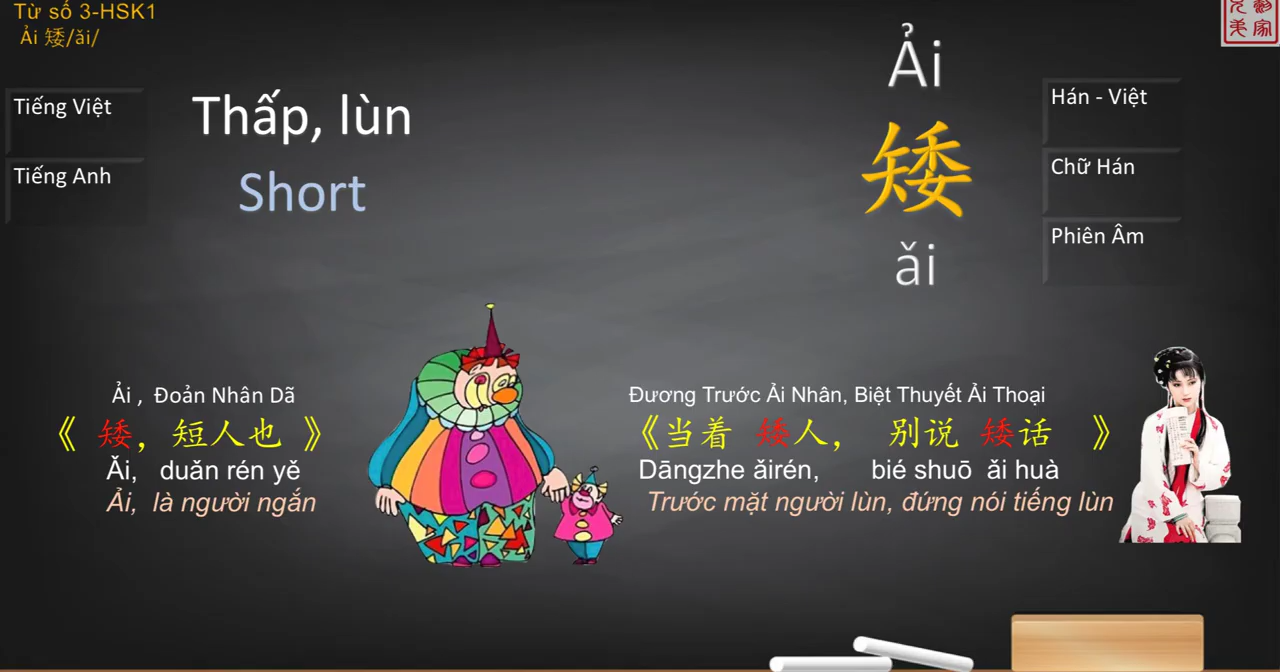 Từ số 3-HSK1
Ải 矮/ǎi/
Tiếng Việt
Thấp, lùn
Tiếng Anh
Short
Ải
矮
ǎi
Hán - Việt
Chữ Hán
Phiên Âm
Ải , Đoản Nhân Dã
《 矮，短人也 》
Ǎi, duǎn rén yě
Ải, là người ngắn
Đương Trước Ải Nhân, Biệt Thuyết Ải Thoại
《当着 矮人， 别说 矮话 》
Dāngzhe ǎirén, bié shuō ǎi huà
Trước mặt người lùn, đứng nói tiếng lùn